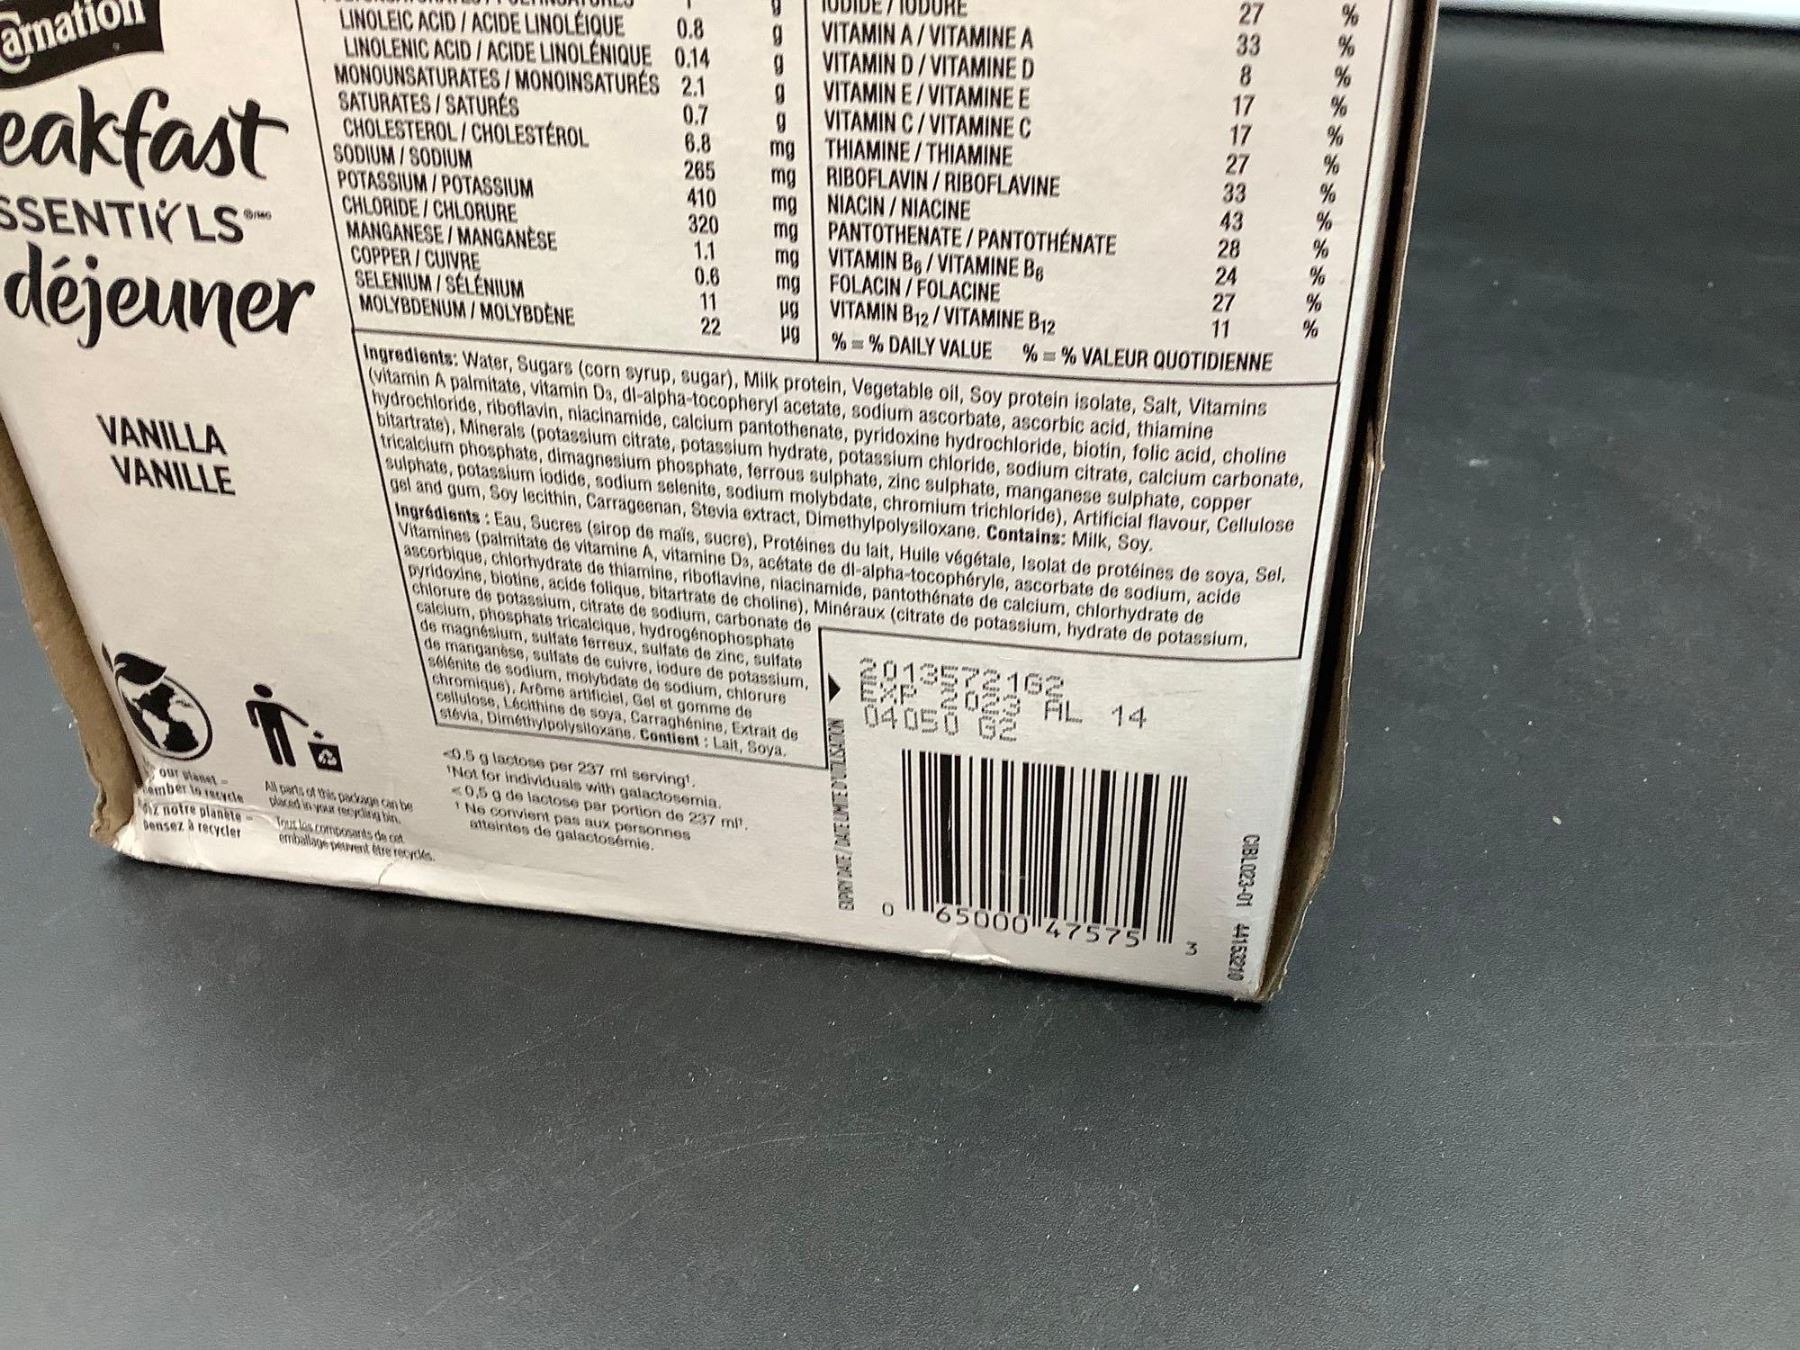 arnation
eakfast
SSENTIALS
déjeuner
VANILLA
VANILLE
LINOLEIC ACID / ACIDE LINOLÉIQUE 0.8 g
LINOLENIC ACID / ACIDE LINOLÉNIQUE 0.14 g
MONOUNSATURATES / MONOINSATURÉS 2.1 g
SATURATES / SATURÉS 0.7 g
CHOLESTEROL / CHOLESTÉROL 6.8 mg
SODIUM / SODIUM 265 mg
POTASSIUM / POTASSIUM 410 mg
CHLORIDE / CHLORURE 320 mg
MANGANESE / MANGANÈSE 1.1 mg
COPPER / CUIVRE 0.6 mg
SELENIUM / SÉLÉNIUM 11 µg
MOLYBDENUM / MOLYBDÈNE 22 µg
IODIDE / IODURE 27 %
VITAMIN A / VITAMINE A 33 %
VITAMIN D / VITAMINE D 8 %
VITAMIN E / VITAMINE E 17 %
VITAMIN C / VITAMINE C 17 %
THIAMINE / THIAMINE 27 %
RIBOFLAVIN / RIBOFLAVINE 33 %
NIACIN / NIACINE 43 %
PANTOTHENATE / PANTOTHÉNATE 28 %
VITAMIN B6 / VITAMINE B6 24 %
FOLACIN / FOLACINE 27 %
VITAMIN B12 / VITAMINE B12 11 %
% = % DAILY VALUE % = % VALEUR QUOTIDIENNE
Ingredients: Water, Sugars (corn syrup, sugar), Milk protein, Vegetable oil, Soy protein isolate, Salt, Vitamins
(vitamin A palmitate, vitamin D3, dl-alpha-tocopheryl acetate, sodium ascorbate, ascorbic acid, thiamine
hydrochloride, riboflavin, niacinamide, calcium pantothenate, pyridoxine hydrochloride, biotin, folic acid, choline
bitartrate), Minerals (potassium citrate, potassium hydrate, potassium chloride, sodium citrate, calcium carbonate,
tricalcium phosphate, dimagnesium phosphate, ferrous sulphate, zinc sulphate, manganese sulphate, copper
sulphate, potassium iodide, sodium selenite, sodium molybdate, chromium trichloride), Artificial flavour, Cellulose
gel and gum, Soy lecithin, Carrageenan, Stevia extract, Dimethylpolysiloxane. Contains: Milk, Soy.
Ingrédients : Eau, Sucres (sirop de maïs, sucre), Protéines du lait, Huile végétale, Isolat de protéines de soya, Sel,
Vitamines (palmitate de vitamine A, vitamine D3, acétate de dl-alpha-tocophéryle, ascorbate de sodium, acide
ascorbique, chlorhydrate de thiamine, riboflavine, niacinamide, pantothénate de calcium, chlorhydrate de
pyridoxine, biotine, acide folique, bitartrate de choline), Minéraux (citrate de potassium, hydrate de potassium,
chlorure de potassium, citrate de sodium, carbonate de
calcium, phosphate tricalcique, hydrogénophosphate
de magnésium, sulfate ferreux, sulfate de zinc, sulfate
de manganèse, sulfate de cuivre, iodure de potassium,
sélénite de sodium, molybdate de sodium, chlorure
chromique), Arôme artificiel, Gel et gomme de
cellulose, Lécithine de soya, Carraghénine, Extrait de
stévia, Diméthylpolysiloxane. Contient : Lait, Soya.
<0.5 g lactose per 237 ml serving†.
†Not for individuals with galactosemia.
<0,5 g de lactose par portion de 237 ml†.
† Ne convient pas aux personnes
atteintes de galactosémie.
our planet –
ember to recycle
notre planète –
pensez à recycler
All parts of this package can be
placed in your recycling bin.
Tous les composants de cet
emballage peuvent être recyclés.
EXPIRY DATE / DATE LIMITE D'UTILISATION
2013572162
EXP 2023 AL 14
04 050 G2
0 65000 47575 3
CIBL023-01 44153210